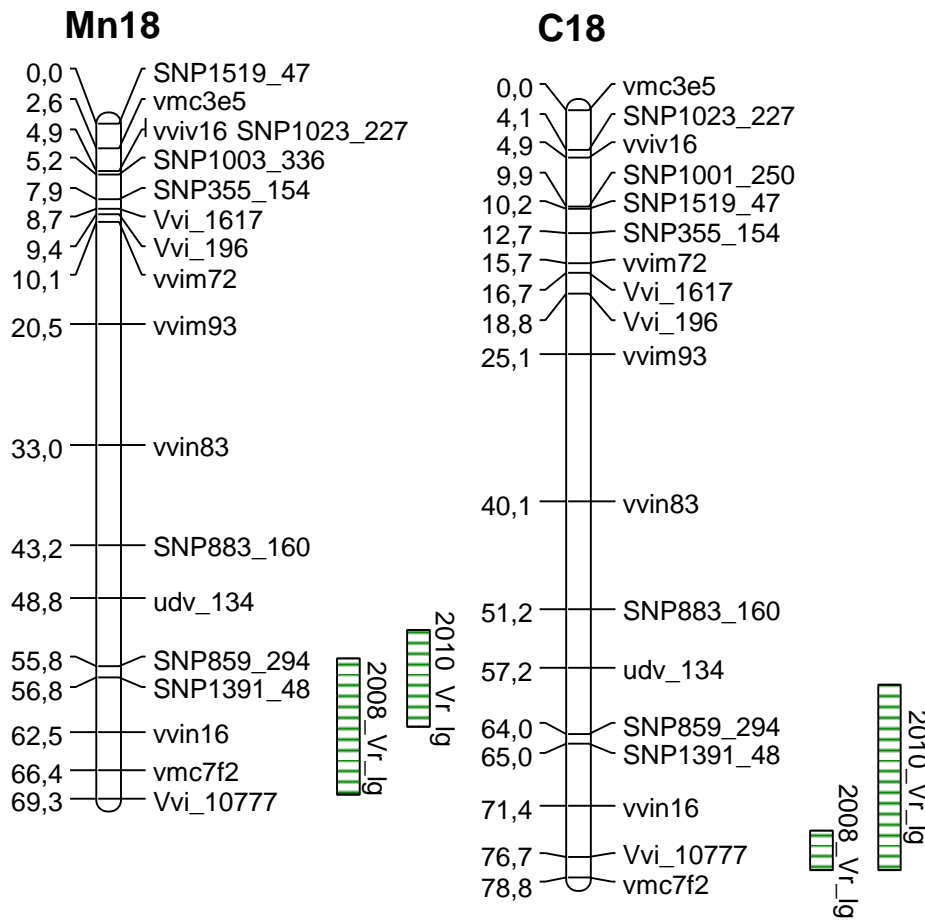 Mn18
0,0 SNP1519_47
2,6 vmc3e5
4,9 vviv16 SNP1023_227
5,2 SNP1003_336
7,9 SNP355_154
8,7 Vvi_1617
9,4 Vvi_196
10,1 vvim72
20,5 vvim93
33,0 vvin83
43,2 SNP883_160
48,8 udv_134
55,8 SNP859_294
56,8 SNP1391_48
62,5 vvin16
66,4 vmc7f2
69,3 Vvi_10777
2008_Vr_lg
2010_Vr_lg
C18
0,0 vmc3e5
4,1 SNP1023_227
4,9 vviv16
9,9 SNP1001_250
10,2 SNP1519_47
12,7 SNP355_154
15,7 vvim72
16,7 Vvi_1617
18,8 Vvi_196
25,1 vvim93
40,1 vvin83
51,2 SNP883_160
57,2 udv_134
64,0 SNP859_294
65,0 SNP1391_48
71,4 vvin16
76,7 Vvi_10777
78,8 vmc7f2
2008_Vr_lg
2010_Vr_lg